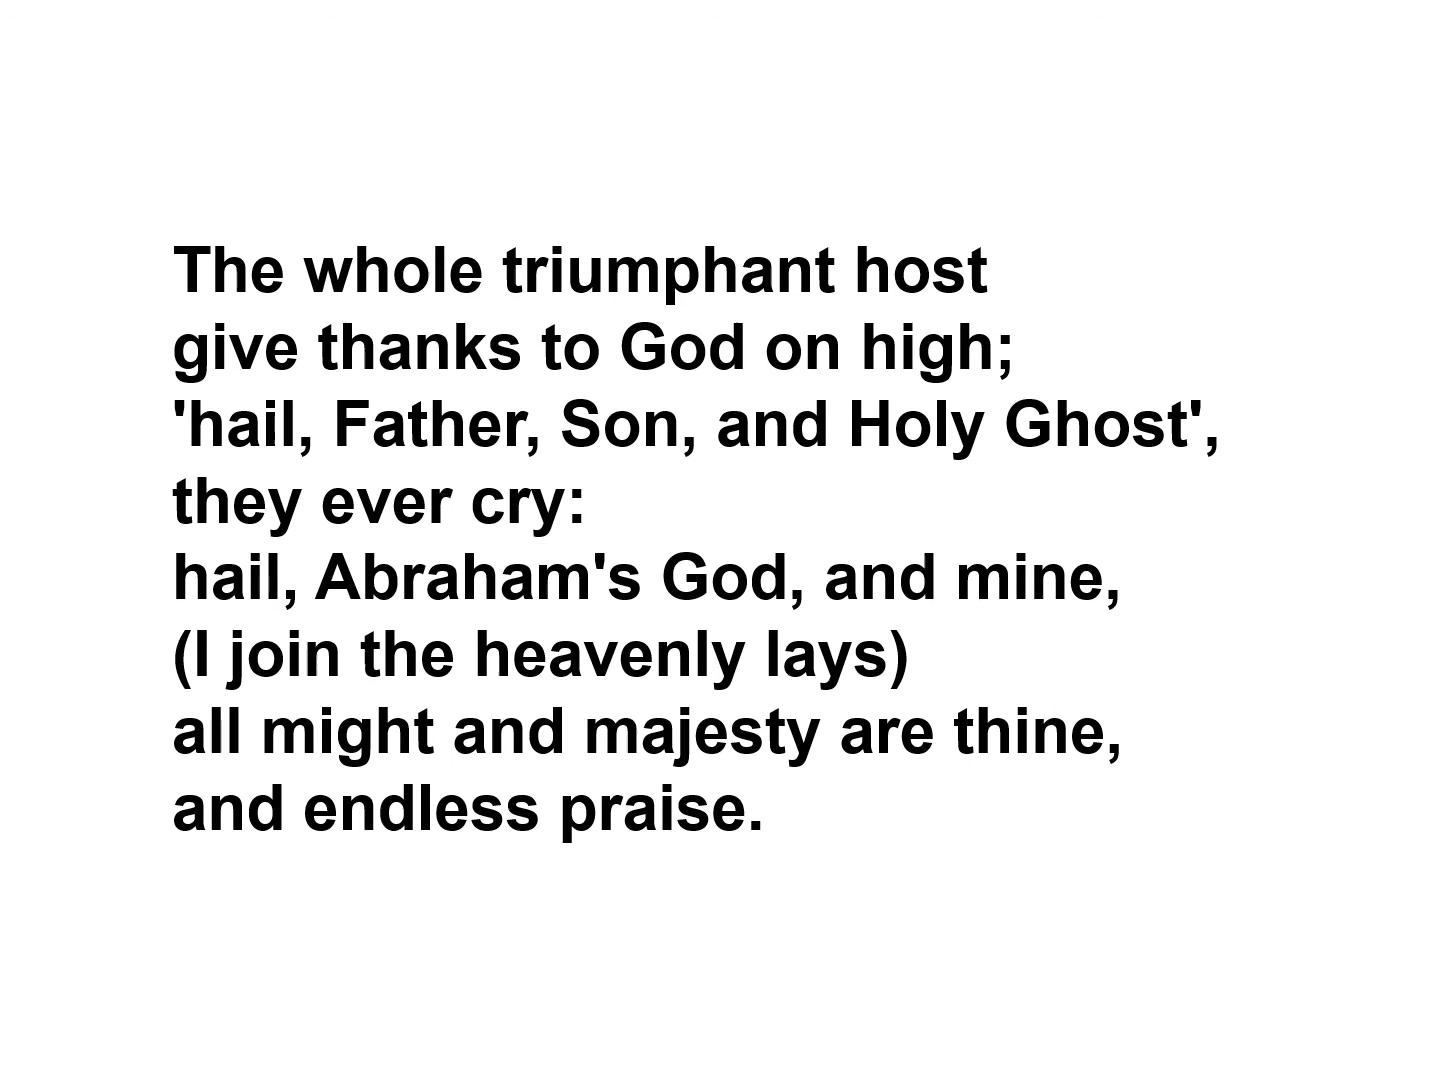 The whole triumphant host
give thanks to God on high;
'hail, Father, Son, and Holy Ghost',
they ever cry:
hail, Abraham's God, and mine,
(I join the heavenly lays)
all might and majesty are thine,
and endless praise.